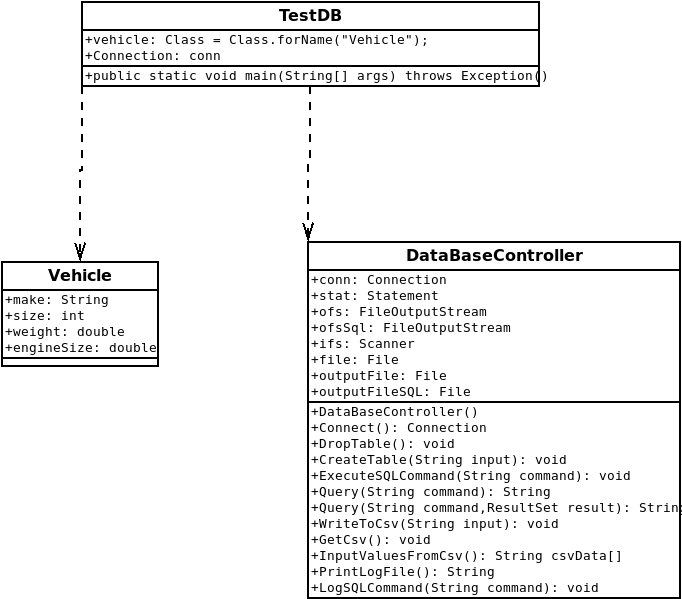 TestDB
+vehicle: Class = Class.forName("Vehicle");
+Connection: conn
+public static void main(String[] args) throws Exception()
Vehicle
+make: String
+size: int
+weight: double
+engineSize: double
DataBaseController
+conn: Connection
+stat: Statement
+ofs: FileOutputStream
+ofsSql: FileOutputStream
+ifs: Scanner
+file: File
+outputFile: File
+outputFileSQL: File
+DataBaseController()
+Connect(): Connection
+DropTable(): void
+CreateTable(String input): void
+ExecuteSQLCommand(String command): void
+Query(String command): String
+Query(String command,ResultSet result): String
+WriteToCsv(String input): void
+GetCsv(): void
+InputValuesFromCsv(): String csvData[]
+PrintLogFile(): String
+LogSQLCommand(String command): void